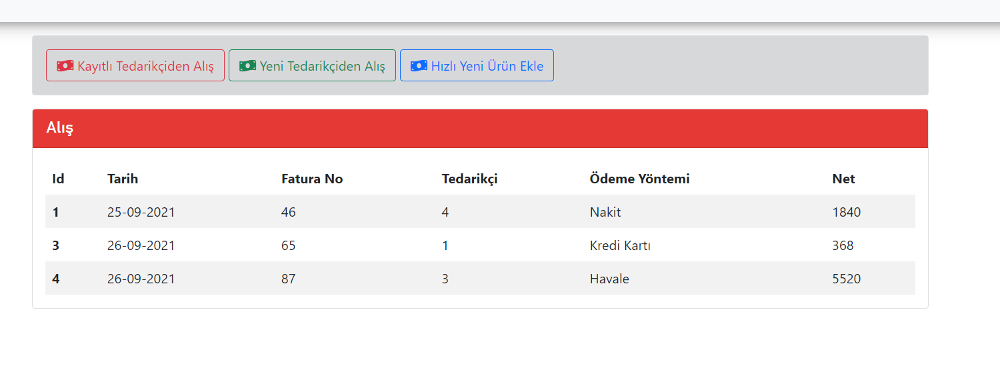 Kayıtlı Tedarikçiden Alış Yeni Tedarikçiden Alış Hızlı Yeni Ürün Ekle
Alış
Id Tarih Fatura No Tedarikçi Ödeme Yöntemi Net
1 25-09-2021 46 4 Nakit 1840
3 26-09-2021 65 1 Kredi Kartı 368
4 26-09-2021 87 3 Havale 5520